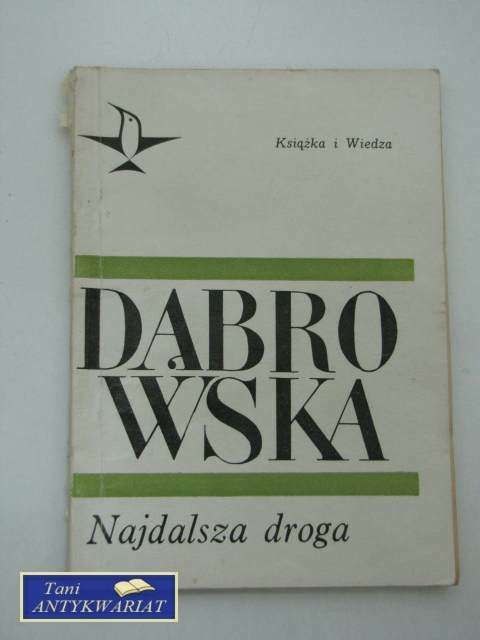 Książka i Wiedza
DĄBRO
WSKA
Najdalsza droga
Tani
ANTYKWARIAT